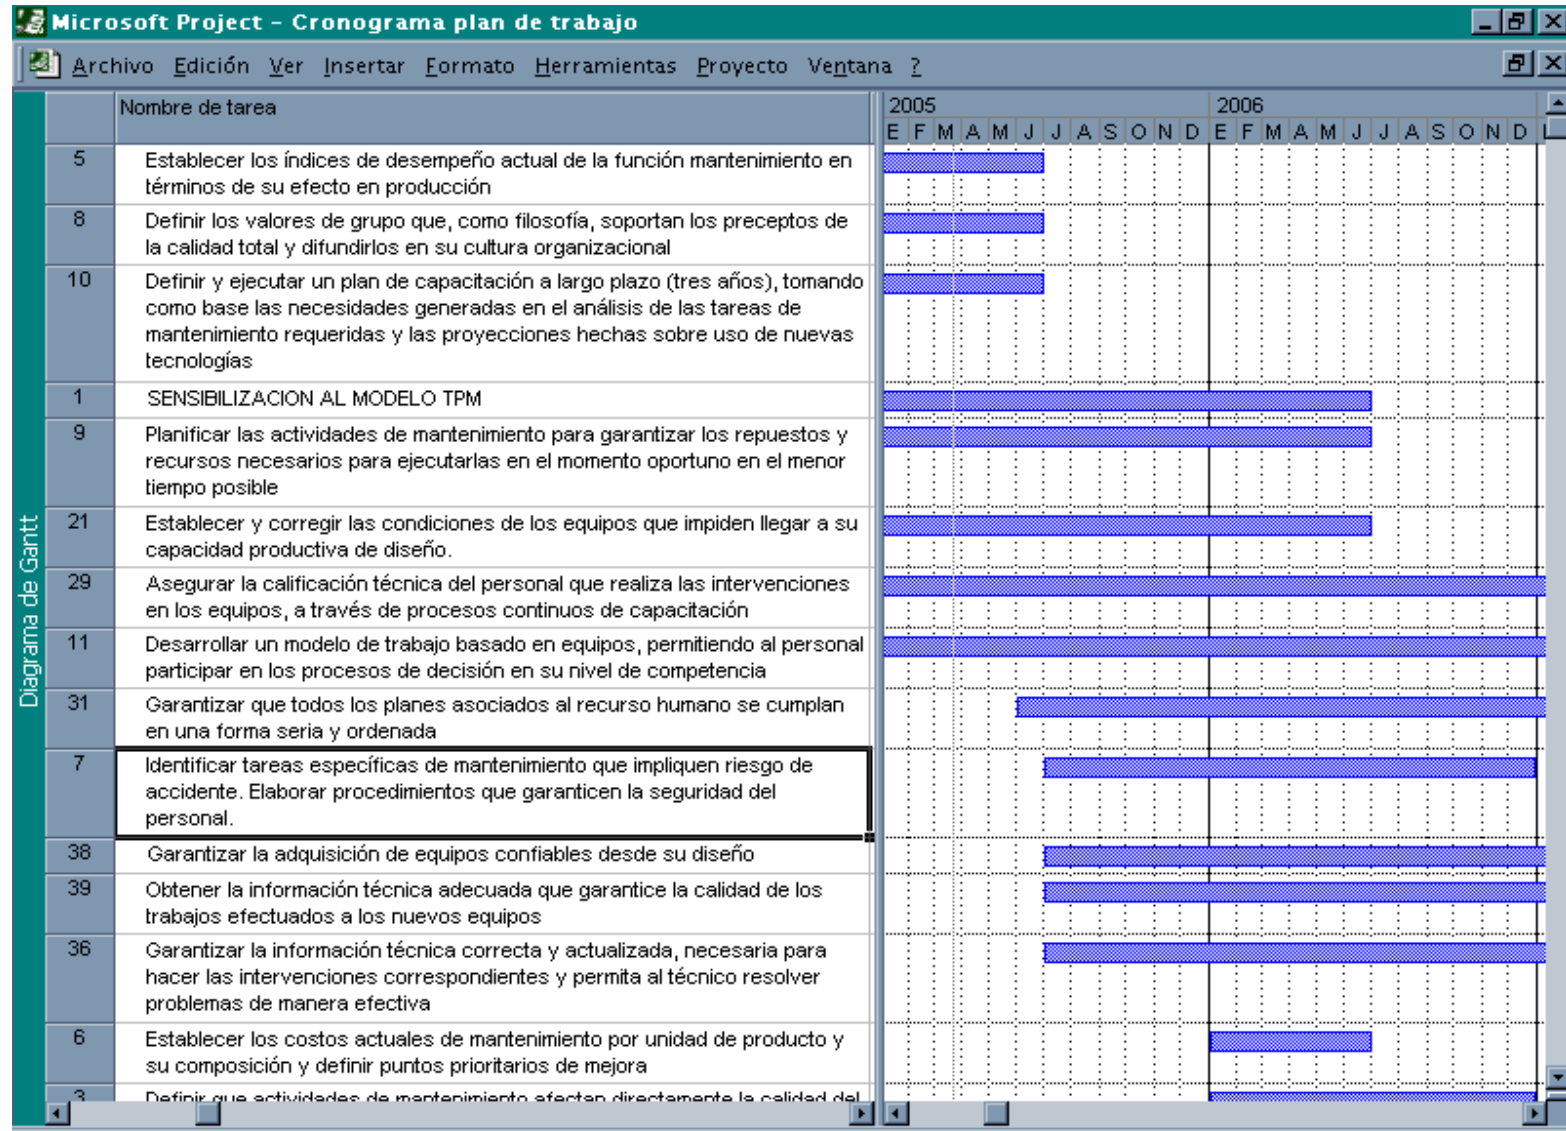 Microsoft Project - Cronograma plan de trabajo
Archivo Edición Ver Insertar Formato Herramientas Proyecto Ventana ?
Nombre de tarea
2005 2006
E F M A M J J A S O N D E F M A M J J A S O N D
5 Establecer los índices de desempeño actual de la función mantenimiento en
términos de su efecto en producción
8 Definir los valores de grupo que, como filosofía, soportan los preceptos de
la calidad total y difundirlos en su cultura organizacional
10 Definir y ejecutar un plan de capacitación a largo plazo (tres años), tomando
como base las necesidades generadas en el análisis de las tareas de
mantenimiento requeridas y las proyecciones hechas sobre uso de nuevas
tecnologías
1 SENSIBILIZACION AL MODELO TPM
9 Planificar las actividades de mantenimiento para garantizar los repuestos y
recursos necesarios para ejecutarlas en el momento oportuno en el menor
tiempo posible
21 Establecer y corregir las condiciones de los equipos que impiden llegar a su
capacidad productiva de diseño.
29 Asegurar la calificación técnica del personal que realiza las intervenciones
en los equipos, a través de procesos continuos de capacitación
11 Desarrollar un modelo de trabajo basado en equipos, permitiendo al personal
participar en los procesos de decisión en su nivel de competencia
31 Garantizar que todos los planes asociados al recurso humano se cumplan
en una forma seria y ordenada
7 Identificar tareas específicas de mantenimiento que impliquen riesgo de
accidente. Elaborar procedimientos que garanticen la seguridad del
personal.
38 Garantizar la adquisición de equipos confiables desde su diseño
39 Obtener la información técnica adecuada que garantice la calidad de los
trabajos efectuados a los nuevos equipos
36 Garantizar la información técnica correcta y actualizada, necesaria para
hacer las intervenciones correspondientes y permita al técnico resolver
problemas de manera efectiva
6 Establecer los costos actuales de mantenimiento por unidad de producto y
su composición y definir puntos prioritarios de mejora
3 Definir que actividades de mantenimiento afectan directamente la calidad del
Diagrama de Gantt